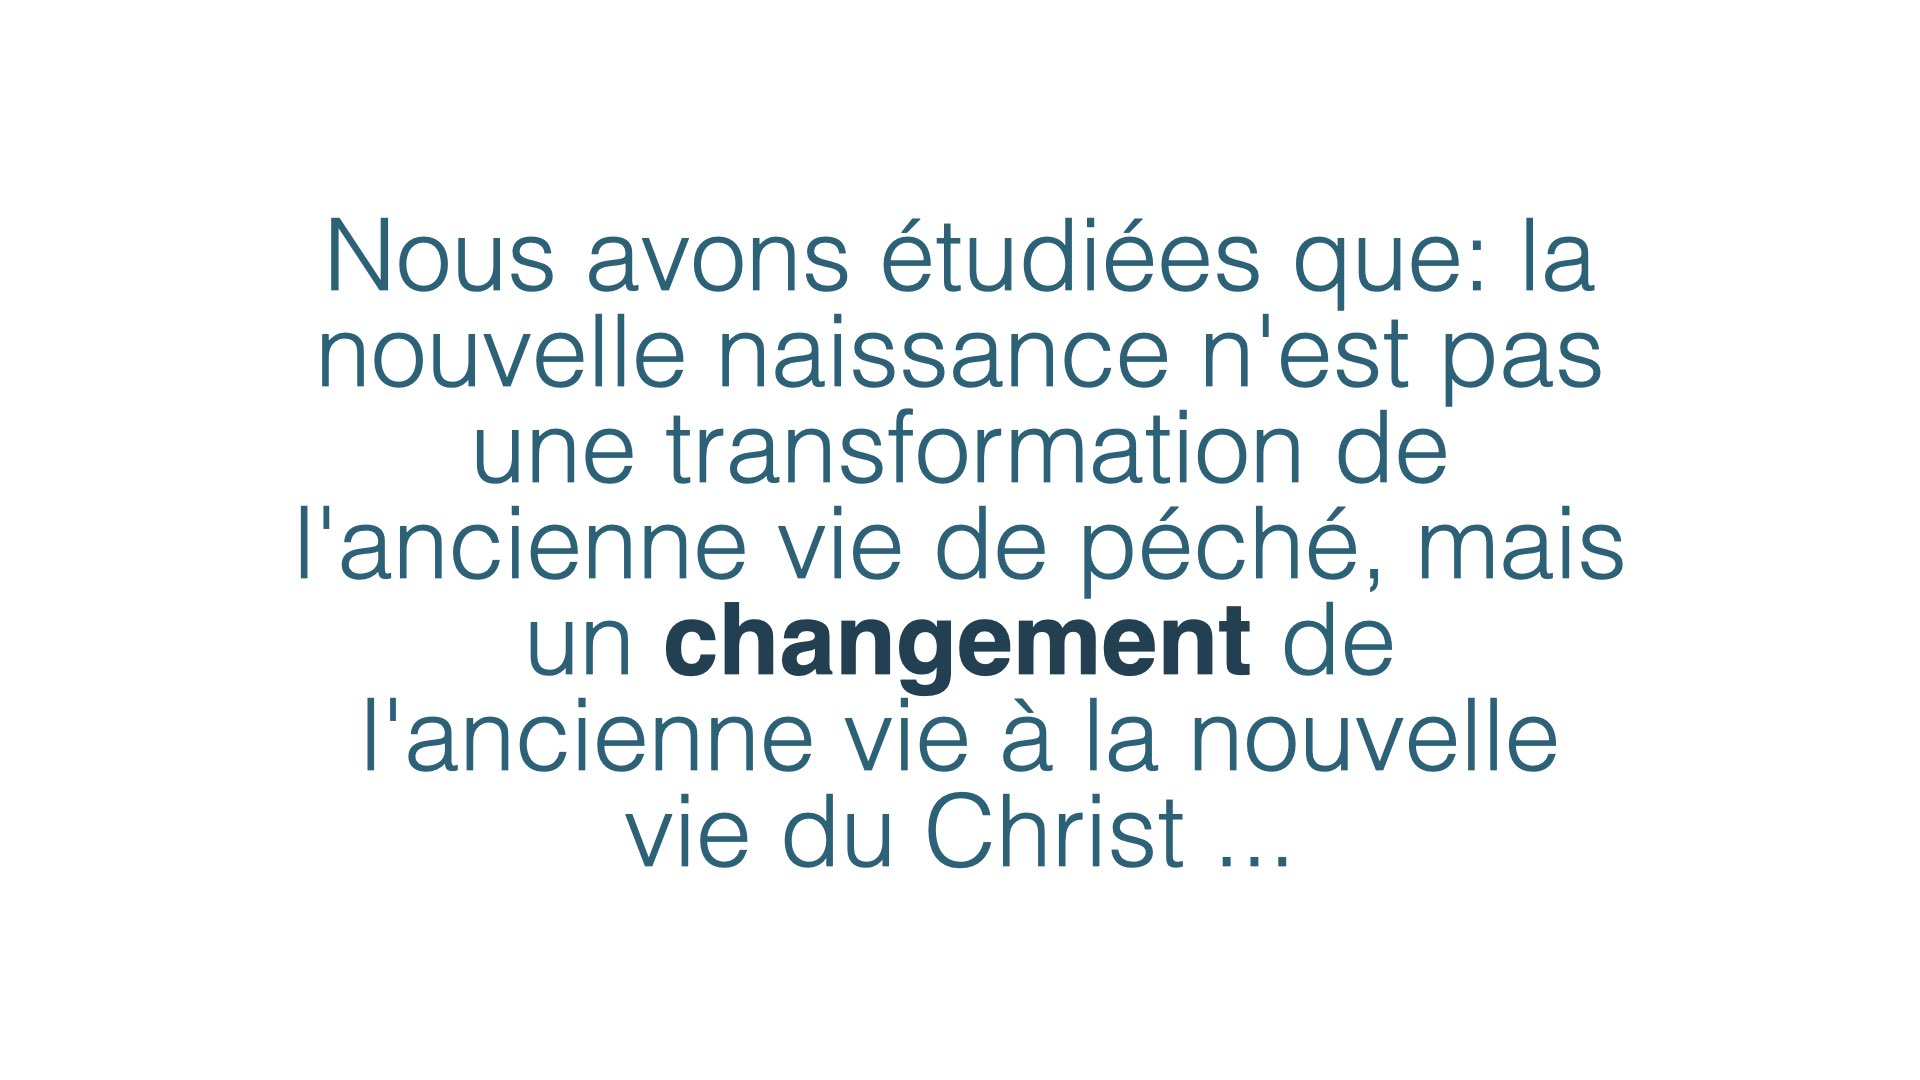 Nous avons étudiées que: la
nouvelle naissance n'est pas
une transformation de
l'ancienne vie de péché, mais
un changement de
l'ancienne vie à la nouvelle
vie du Christ ...